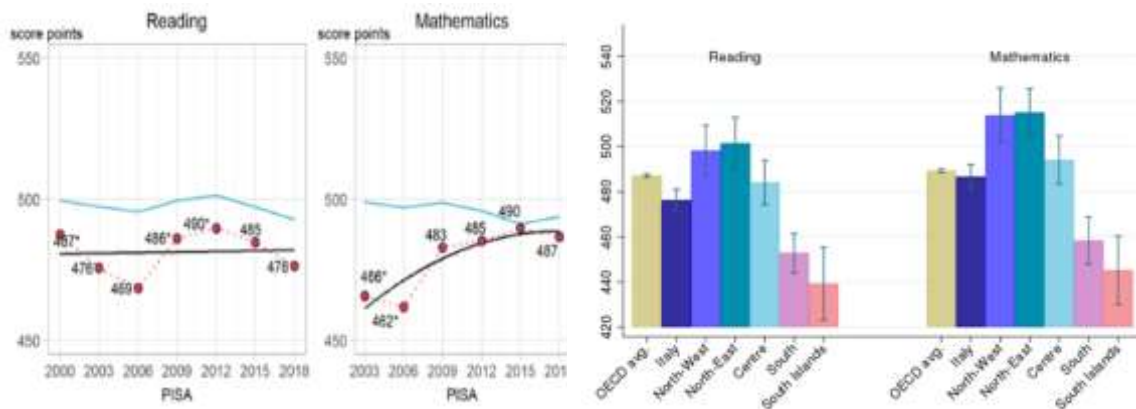 Reading
score points
550
500
450
487*
476
469
486*
490*
485
476
2000 2003 2006 2009 2012 2015 2018
PISA
Mathematics
score points
550
500
450
466*
462*
483
485
490
487
2003 2006 2009 2012 2015 201
PISA
Reading
Mathematics
540
520
500
480
460
440
420
OECD avg.
Italy
North-West
North-East
Centre
South
South Islands
OECD avg.
Italy
North-West
North-East
Centre
South
South Islands